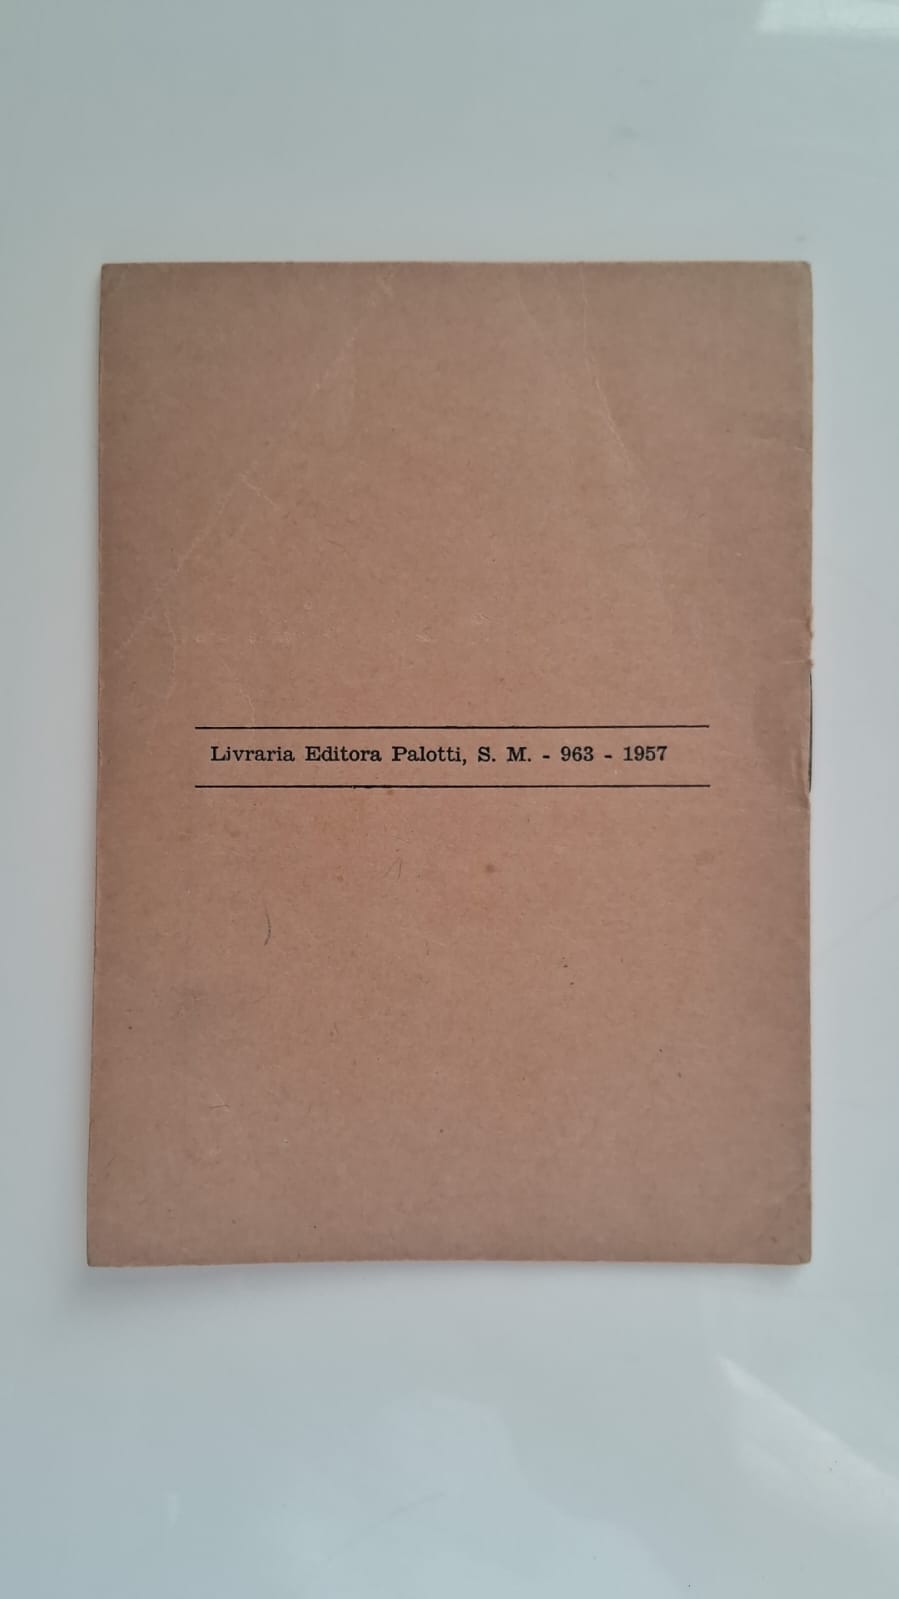 Livraria Editora Palotti, S. M. - 963 - 1957